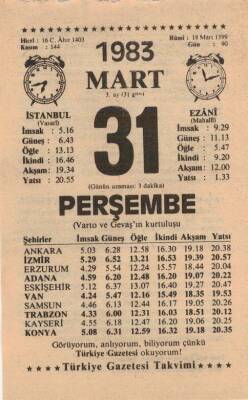 Hicrî : 16 C. Âhır 1403
Kasım : 144
Rûmî : 18 Mart 1399
Gün : 90
1983
MART
3. ay (31 gün)
İSTANBUL
(Vasatî)
İmsak : 5.16
Güneş : 6.43
Öğle : 13.13
İkindi : 16.46
Akşam : 19.34
Yatsı : 20.55
31
(Günün uzaması: 3 dakika)
EZÂNÎ
(Mahallî)
İmsak : 9.29
Güneş : 11.13
Öğle : 5.47
İkindi : 9.20
Akşam : 12.00
Yatsı : 1.33
PERŞEMBE
(Varto ve Gevaş'ın kurtuluşu
Şehirler İmsak Güneş Öğle İkindi Akşam Yatsı
ANKARA 5.03 6.28 12.58 16.30 19.18 20.38
İZMİR 5.29 6.52 13.21 16.53 19.39 20.57
ERZURUM 4.29 5.54 12.24 15.57 18.44 20.04
ADANA 4.59 6.20 12.48 16.20 19.07 20.22
ESKİŞEHİR 5.12 6.37 13.07 16.40 19.27 20.47
VAN 4.24 5.47 12.16 15.49 18.35 19.53
SAMSUN 4.46 6.13 12.44 16.17 19.05 20.26
TRABZON 4.33 6.00 12.31 16.03 18.51 20.12
KAYSERİ 4.55 6.18 12.47 16.20 19.06 20.24
KONYA 5.08 6.31 12.59 16.32 19.18 20.35
Görüyorum, anlıyorum, biliyorum çünkü
Türkiye Gazetesi okuyorum!
★★★★ Türkiye Gazetesi Takvimi ★★★★